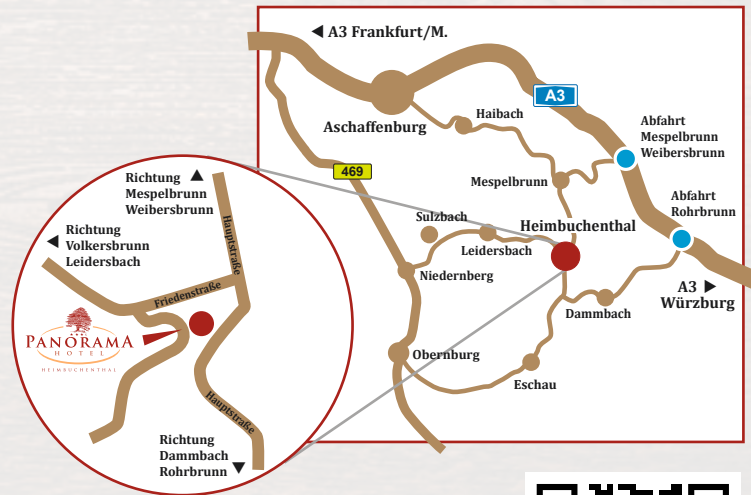 ◀ A3 Frankfurt/M.
A3
Haibach
Aschaffenburg
Abfahrt
Mespelbrunn
Weibersbrunn
469
Mespelbrunn
Abfahrt
Rohrbrunn
Sulzbach
Heimbuchenthal
Leidersbach
Niedernberg
A3 ▶
Würzburg
Dammbach
Obernburg
Eschau
Richtung ▲
Mespelbrunn
Weibersbrunn
Hauptstraße
◀ Richtung
Volkersbrunn
Leidersbach
Friedenstraße
PANORAMA
HOTEL
HEIMBUCHENTHAL
Hauptstraße
Richtung
Dammbach
Rohrbrunn ▼